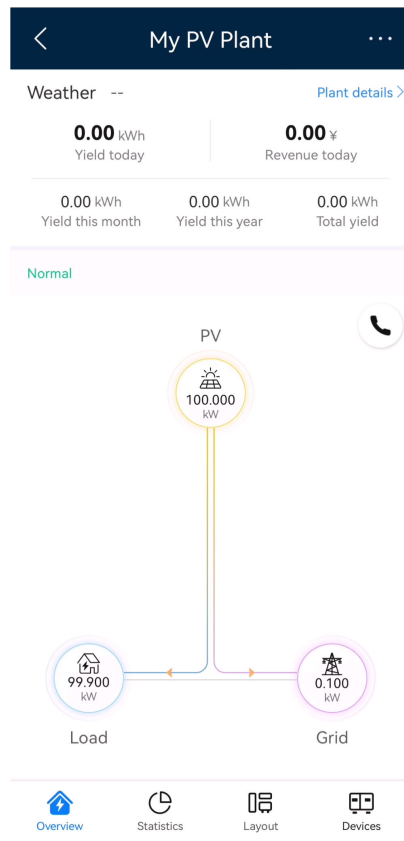 My PV Plant
Weather --
Plant details
0.00 kWh
Yield today
0.00 ¥
Revenue today
0.00 kWh
Yield this month
0.00 kWh
Yield this year
0.00 kWh
Total yield
Normal
PV
100.000
kW
99.900
kW
Load
0.100
kW
Grid
Overview
Statistics
Layout
Devices